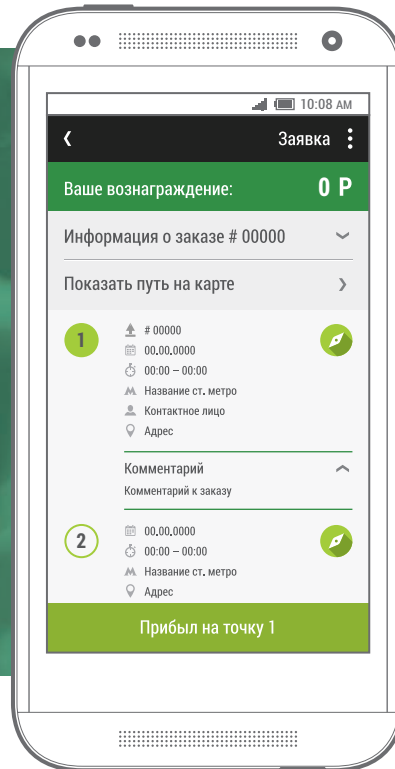 10:08 AM
Заявка
Ваше вознаграждение: 0 Р
Информация о заказе # 00000
Показать путь на карте
1
# 00000
00.00.0000
00:00 – 00:00
Название ст. метро
Контактное лицо
Адрес
Комментарий
Комментарий к заказу
2
00.00.0000
00:00 – 00:00
Название ст. метро
Адрес
Прибыл на точку 1